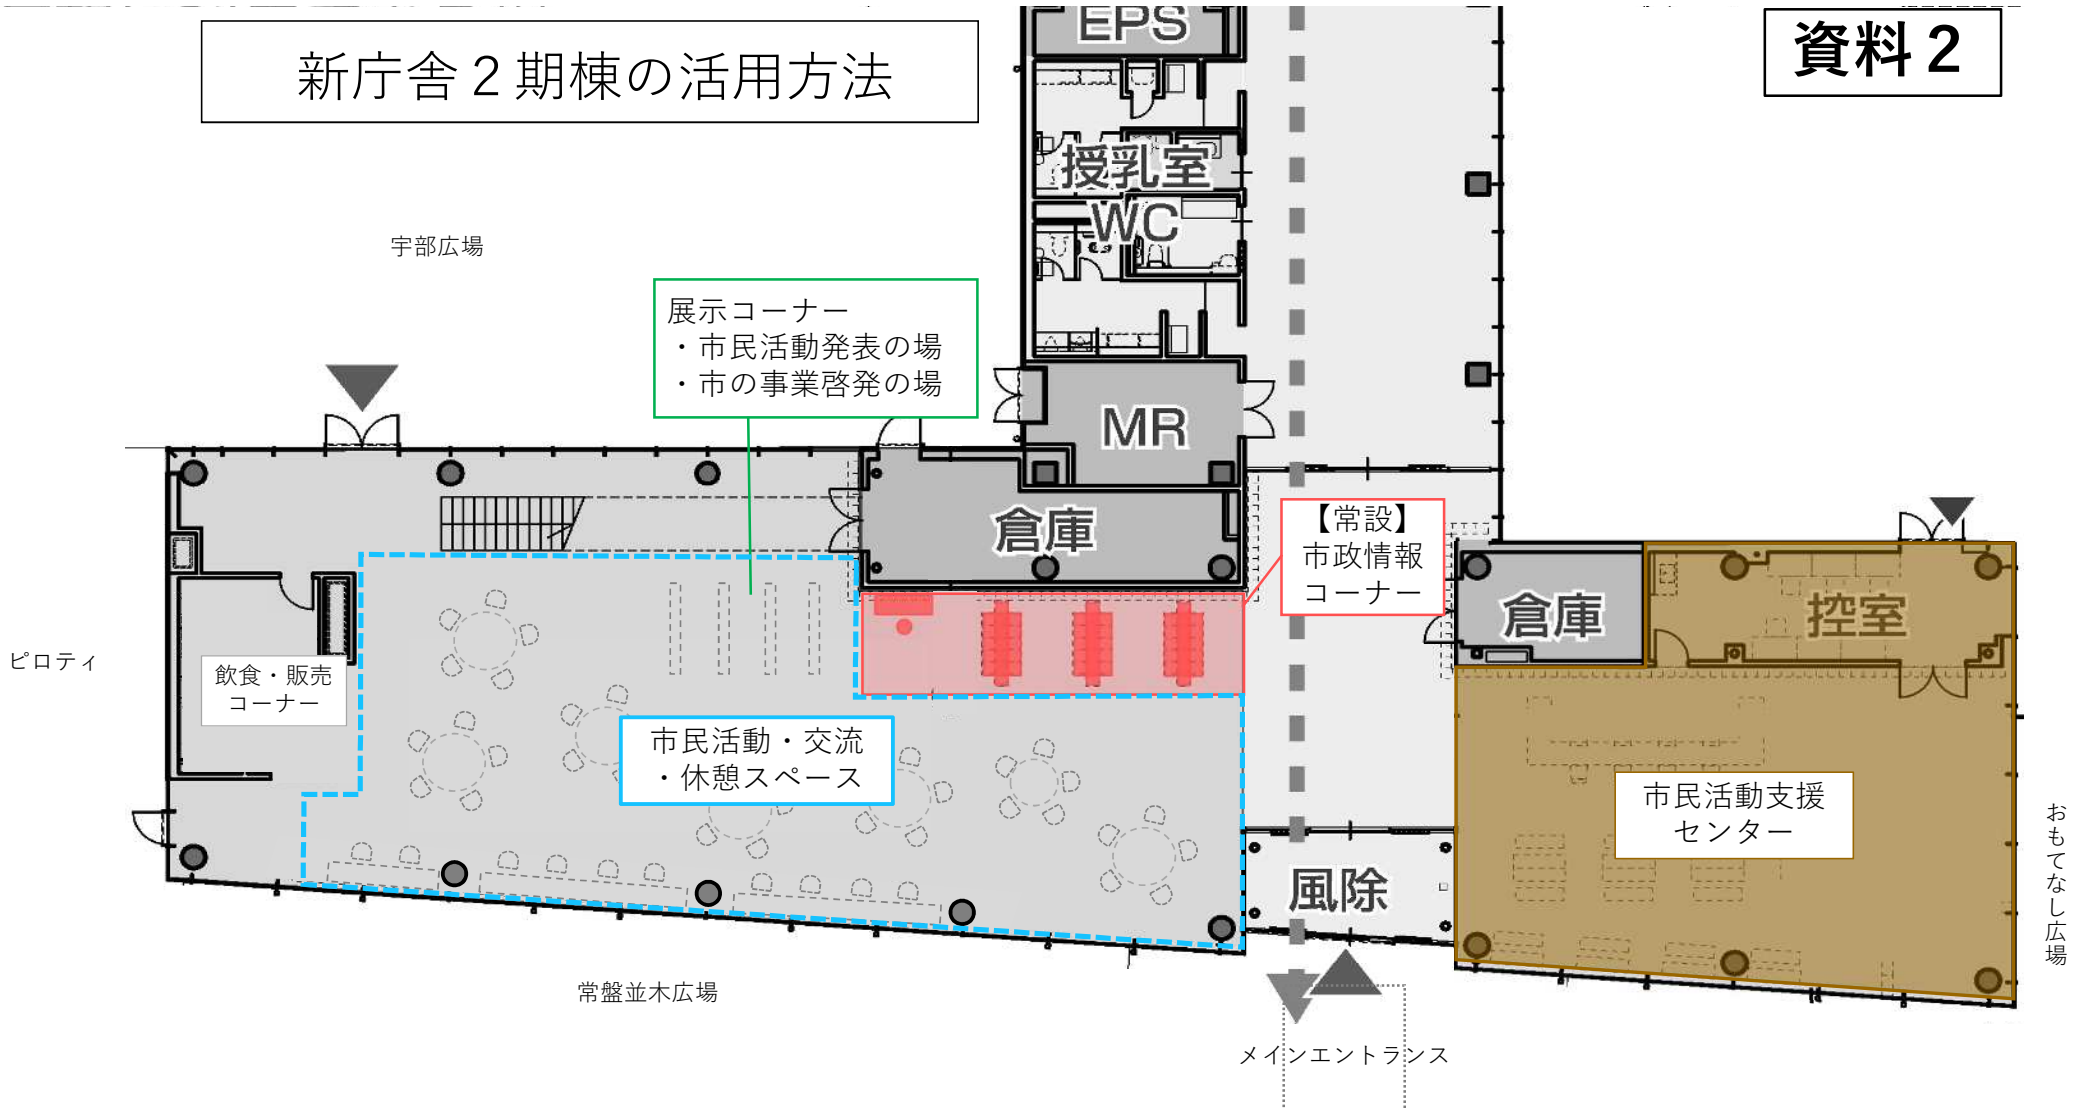 新庁舎２期棟の活用方法
資料２
EPS
授乳室
WC
宇部広場
展示コーナー
・市民活動発表の場
・市の事業啓発の場
MR
倉庫
【常設】
市政情報
コーナー
倉庫
控室
ピロティ
飲食・販売
コーナー
市民活動・交流
・休憩スペース
市民活動支援
センター
おもてなし広場
風除
常盤並木広場
メインエントランス